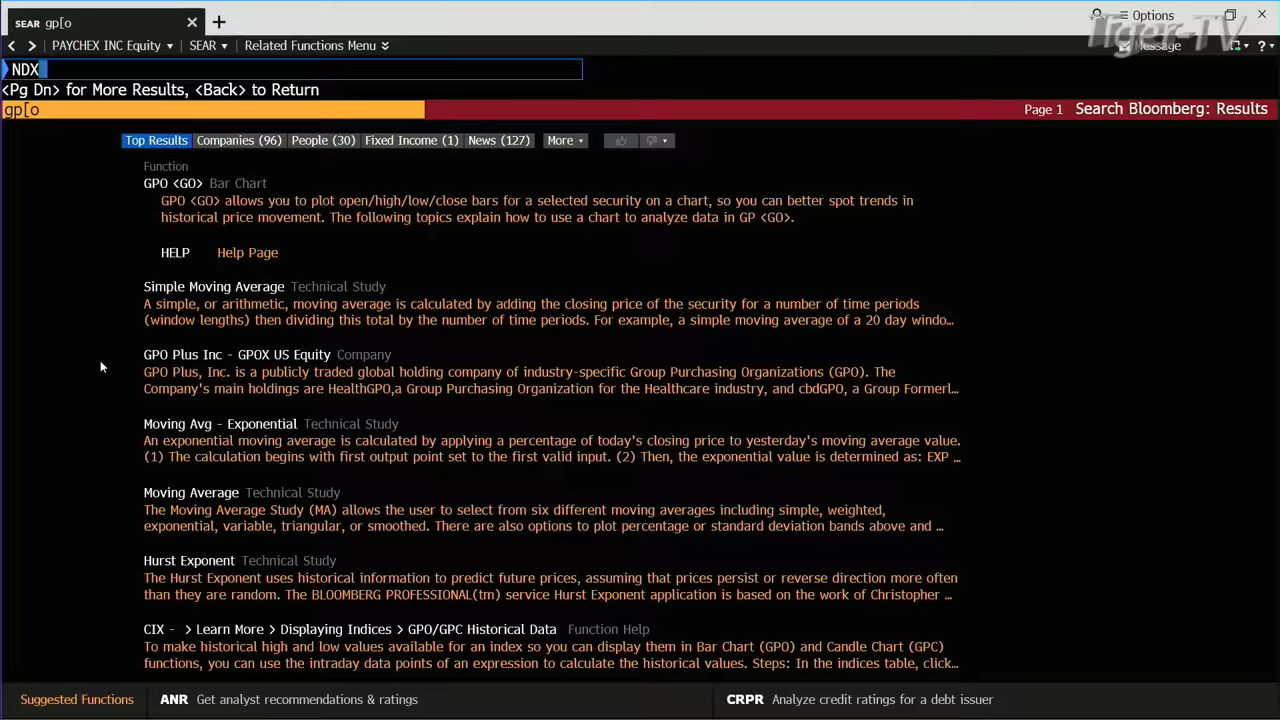 SEAR gp[o
Options
PAYCHEX INC Equity SEAR Related Functions Menu
Message
Tiger-TV
NDX
<Pg Dn> for More Results, <Back> to Return
gp[o Page 1 Search Bloomberg: Results
Top Results Companies (96) People (30) Fixed Income (1) News (127) More
Function
GPO <GO> Bar Chart
GPO <GO> allows you to plot open/high/low/close bars for a selected security on a chart, so you can better spot trends in
historical price movement. The following topics explain how to use a chart to analyze data in GP <GO>.
HELP Help Page
Simple Moving Average Technical Study
A simple, or arithmetic, moving average is calculated by adding the closing price of the security for a number of time periods
(window lengths) then dividing this total by the number of time periods. For example, a simple moving average of a 20 day windo...
GPO Plus Inc - GPOX US Equity Company
GPO Plus, Inc. is a publicly traded global holding company of industry-specific Group Purchasing Organizations (GPO). The
Company's main holdings are HealthGPO,a Group Purchasing Organization for the Healthcare industry, and cbdGPO, a Group Formerl...
Moving Avg - Exponential Technical Study
An exponential moving average is calculated by applying a percentage of today's closing price to yesterday's moving average value.
(1) The calculation begins with first output point set to the first valid input. (2) Then, the exponential value is determined as: EXP ...
Moving Average Technical Study
The Moving Average Study (MA) allows the user to select from six different moving averages including simple, weighted,
exponential, variable, triangular, or smoothed. There are also options to plot percentage or standard deviation bands above and ...
Hurst Exponent Technical Study
The Hurst Exponent uses historical information to predict future prices, assuming that prices persist or reverse direction more often
than they are random. The BLOOMBERG PROFESSIONAL(tm) service Hurst Exponent application is based on the work of Christopher ...
CIX - > Learn More > Displaying Indices > GPO/GPC Historical Data Function Help
To make historical high and low values available for an index so you can display them in Bar Chart (GPO) and Candle Chart (GPC)
functions, you can use the intraday data points of an expression to calculate the historical values. Steps: In the indices table, click...
Suggested Functions ANR Get analyst recommendations & ratings CRPR Analyze credit ratings for a debt issuer